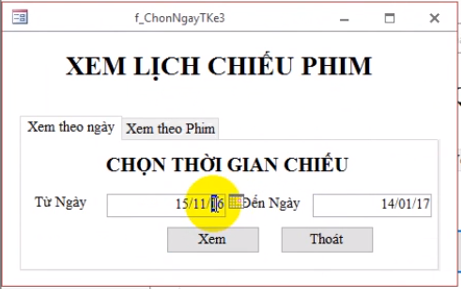 f_ChonNgayTKe3
XEM LỊCH CHIẾU PHIM
Xem theo ngày Xem theo Phim
CHỌN THỜI GIAN CHIẾU
Từ Ngày 15/11/16 Đến Ngày 14/01/17
Xem Thoát